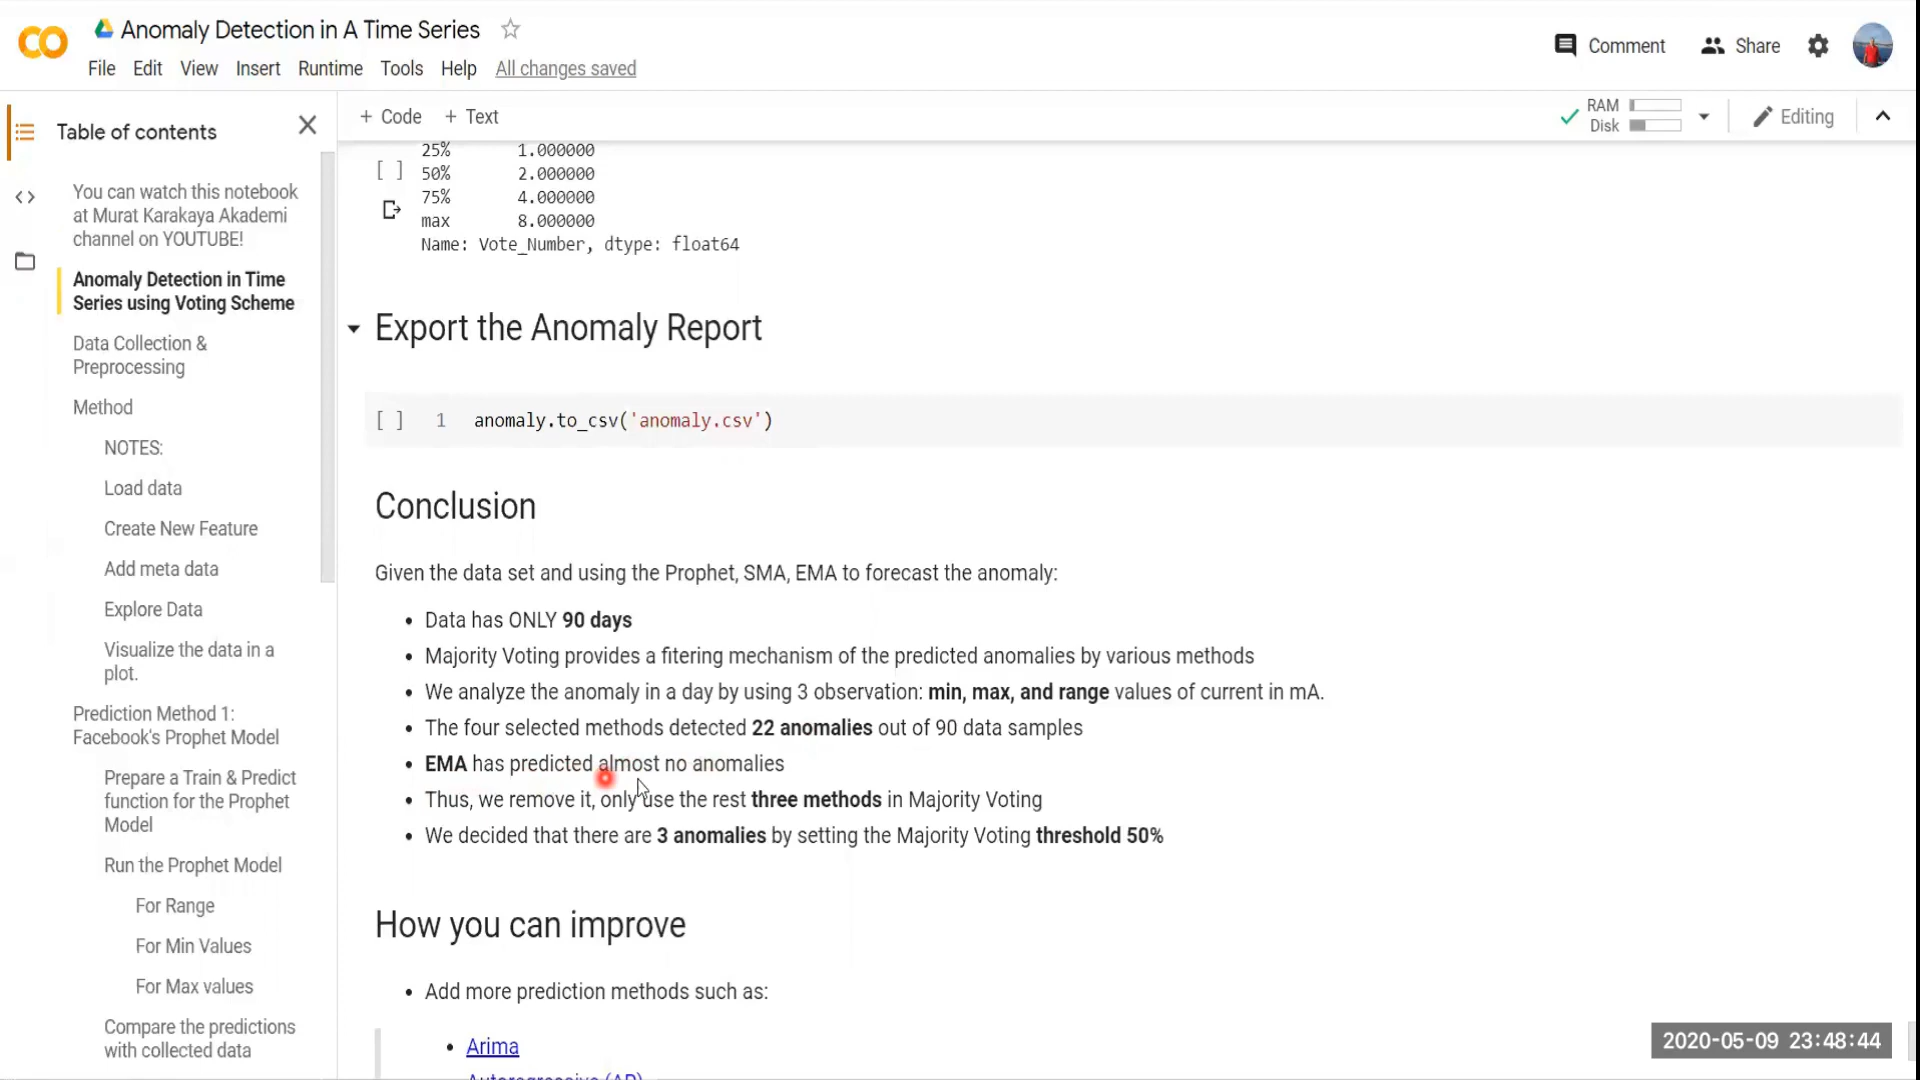 Anomaly Detection in A Time Series
File Edit View Insert Runtime Tools Help All changes saved
Comment Share
Table of contents
You can watch this notebook
at Murat Karakaya Akademi
channel on YOUTUBE!
Anomaly Detection in Time
Series using Voting Scheme
Data Collection &
Preprocessing
Method
NOTES:
Load data
Create New Feature
Add meta data
Explore Data
Visualize the data in a
plot.
Prediction Method 1:
Facebook's Prophet Model
Prepare a Train & Predict
function for the Prophet
Model
Run the Prophet Model
For Range
For Min Values
For Max values
Compare the predictions
with collected data
+ Code + Text
RAM
Disk
Editing
[ ]
25% 1.000000
50% 2.000000
75% 4.000000
max 8.000000
Name: Vote_Number, dtype: float64
Export the Anomaly Report
[ ] 1 anomaly.to_csv('anomaly.csv')
Conclusion
Given the data set and using the Prophet, SMA, EMA to forecast the anomaly:
• Data has ONLY 90 days
• Majority Voting provides a fitering mechanism of the predicted anomalies by various methods
• We analyze the anomaly in a day by using 3 observation: min, max, and range values of current in mA.
• The four selected methods detected 22 anomalies out of 90 data samples
• EMA has predicted almost no anomalies
• Thus, we remove it, only use the rest three methods in Majority Voting
• We decided that there are 3 anomalies by setting the Majority Voting threshold 50%
How you can improve
• Add more prediction methods such as:
• Arima
Autoregressive (AR)
2020-05-09 23:48:44